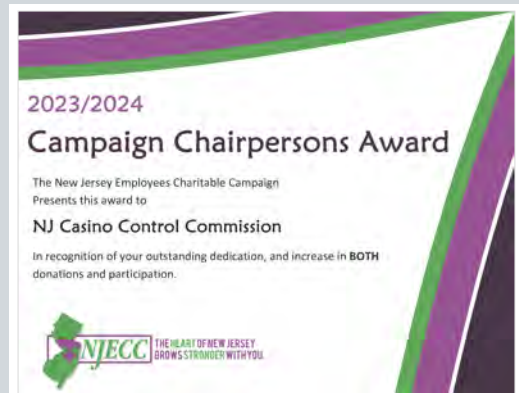 2023/2024
Campaign Chairpersons Award
The New Jersey Employees Charitable Campaign
Presents this award to
NJ Casino Control Commission
In recognition of your outstanding dedication, and increase in BOTH
donations and participation.
NJECC
THE HEART OF NEW JERSEY
GROWS STRONGER WITH YOU.